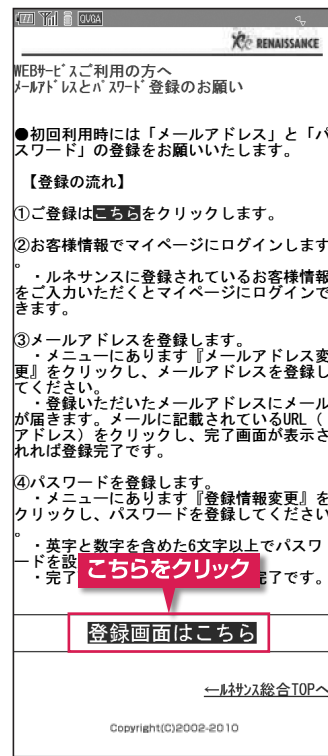 QVGA
RENAISSANCE
WEBｻｰﾋﾞｽご利用の方へ
ﾒｰﾙｱﾄﾞﾚｽとﾊﾟｽﾜｰﾄﾞ登録のお願い
●初回利用時には「メールアドレス」と「パ
スワード」の登録をお願いいたします。
【登録の流れ】
①ご登録はこちらをクリックします。
②お客様情報でマイページにログインします
。
・ルネサンスに登録されているお客様情報
をご入力いただくとマイページにログインで
きます。
③メールアドレスを登録します。
・メニューにあります『メールアドレス変
更』をクリックし、メールアドレスを登録し
てください。
・登録いただいたメールアドレスにメール
が届きます。メールに記載されているURL（
アドレス）をクリックし、完了画面が表示さ
れれば登録完了です。
④パスワードを登録します。
・メニューにあります『登録情報変更』を
クリックし、パスワードを登録してください
。
・英字と数字を含めた6文字以上でパスワ
ードを設
・完了
完了です。
こちらをクリック
登録画面はこちら
←ﾙﾈｻﾝｽ総合TOPへ
Copyright(C)2002-2010